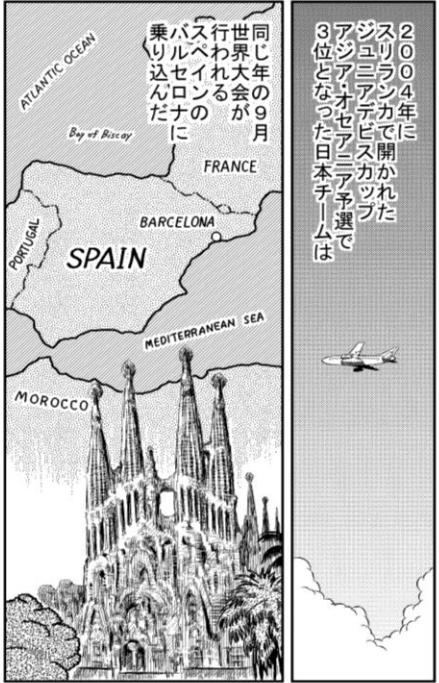 2004年に
スリランカで開かれた
ジュニアデビスカップ
アジア・オセアニア予選で
3位となった日本チームは
同じ年の9月
世界大会が
行われる
スペインの
バルセロナに
乗り込んだ
ATLANTIC OCEAN
Bay of Biscay
FRANCE
BARCELONA
PORTUGAL
SPAIN
MEDITERRANEAN SEA
MOROCCO